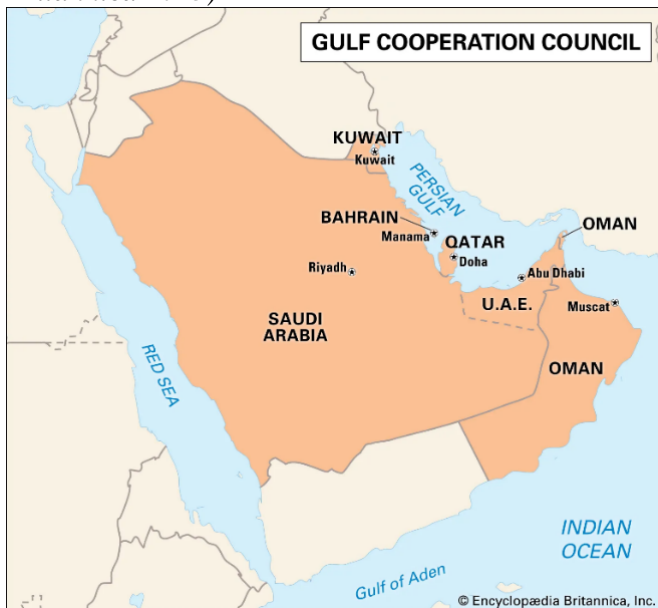 GULF COOPERATION COUNCIL
KUWAIT
Kuwait
PERSIAN
GULF
BAHRAIN
Manama
QATAR
Doha
OMAN
Riyadh
Abu Dhabi
U.A.E.
Muscat
SAUDI
ARABIA
OMAN
RED SEA
INDIAN
OCEAN
Gulf of Aden
© Encyclopædia Britannica, Inc.